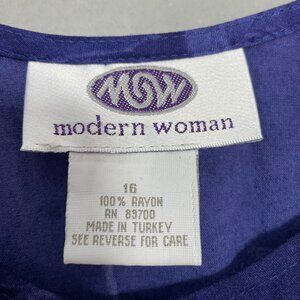 MW
modern woman
16
100% RAYON
RN 83700
MADE IN TURKEY
SEE REVERSE FOR CARE